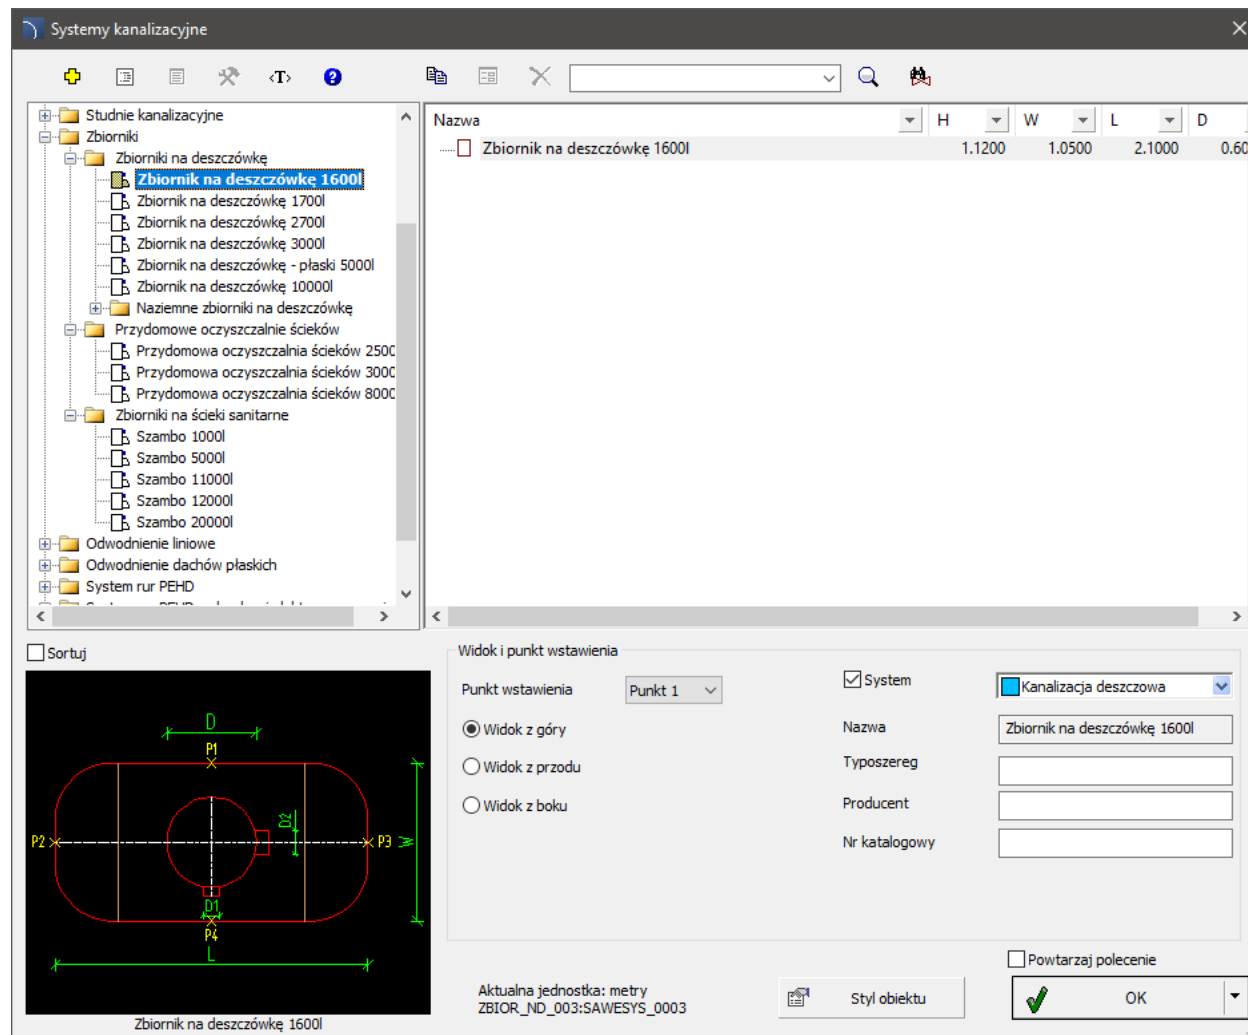 Systemy kanalizacyjne
<T>
Studnie kanalizacyjne
Zbiorniki
Zbiorniki na deszczówkę
Zbiornik na deszczówkę 1600l
Zbiornik na deszczówkę 1700l
Zbiornik na deszczówkę 2700l
Zbiornik na deszczówkę 3000l
Zbiornik na deszczówkę - płaski 5000l
Zbiornik na deszczówkę 10000l
Naziemne zbiorniki na deszczówkę
Przydomowe oczyszczalnie ścieków
Przydomowa oczyszczalnia ścieków 2500
Przydomowa oczyszczalnia ścieków 3000
Przydomowa oczyszczalnia ścieków 8000
Zbiorniki na ścieki sanitarne
Szambo 1000l
Szambo 5000l
Szambo 11000l
Szambo 12000l
Szambo 20000l
Odwodnienie liniowe
Odwodnienie dachów płaskich
System rur PEHD
Nazwa H W L D
Zbiornik na deszczówkę 1600l 1.1200 1.0500 2.1000 0.60
Sortuj
D
P1
D2
P2
P3
W
D1
P4
L
Zbiornik na deszczówkę 1600l
Widok i punkt wstawienia
Punkt wstawienia Punkt 1
Widok z góry
Widok z przodu
Widok z boku
System Kanalizacja deszczowa
Nazwa Zbiornik na deszczówkę 1600l
Typoszereg
Producent
Nr katalogowy
Powtarzaj polecenie
Aktualna jednostka: metry
ZBIOR_ND_003:SAWESYS_0003
Styl obiektu
OK